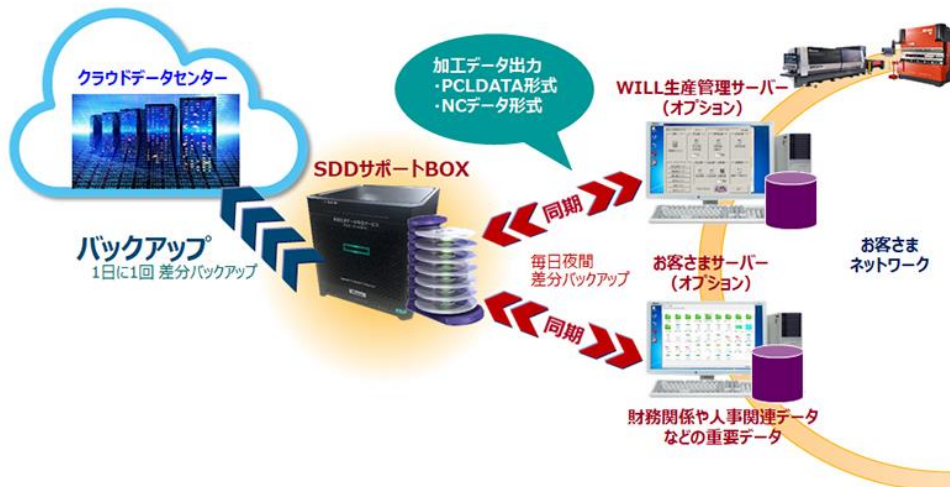 クラウドデータセンター
加工データ出力
・PCLDATA形式
・NCデータ形式
WILL生産管理サーバー
（オプション）
SDDサポートBOX
同期
バックアップ
1日に1回 差分バックアップ
毎日夜間
差分バックアップ
お客さまサーバー
（オプション）
お客さま
ネットワーク
同期
財務関係や人事関連データ
などの重要データ